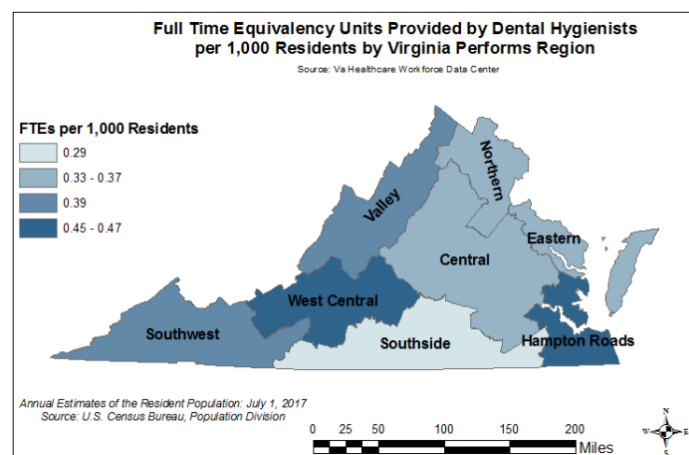 Full Time Equivalency Units Provided by Dental Hygienists
per 1,000 Residents by Virginia Performs Region
Source: Va Healthcare Workforce Data Center
FTEs per 1,000 Residents
0.29
0.33 - 0.37
0.39
0.45 - 0.47
Northern
Valley
Eastern
Central
West Central
Southwest
Southside
Hampton Roads
Annual Estimates of the Resident Population: July 1, 2017
Source: U.S. Census Bureau, Population Division
0 25 50 100 150 200
Miles
N
W E
S